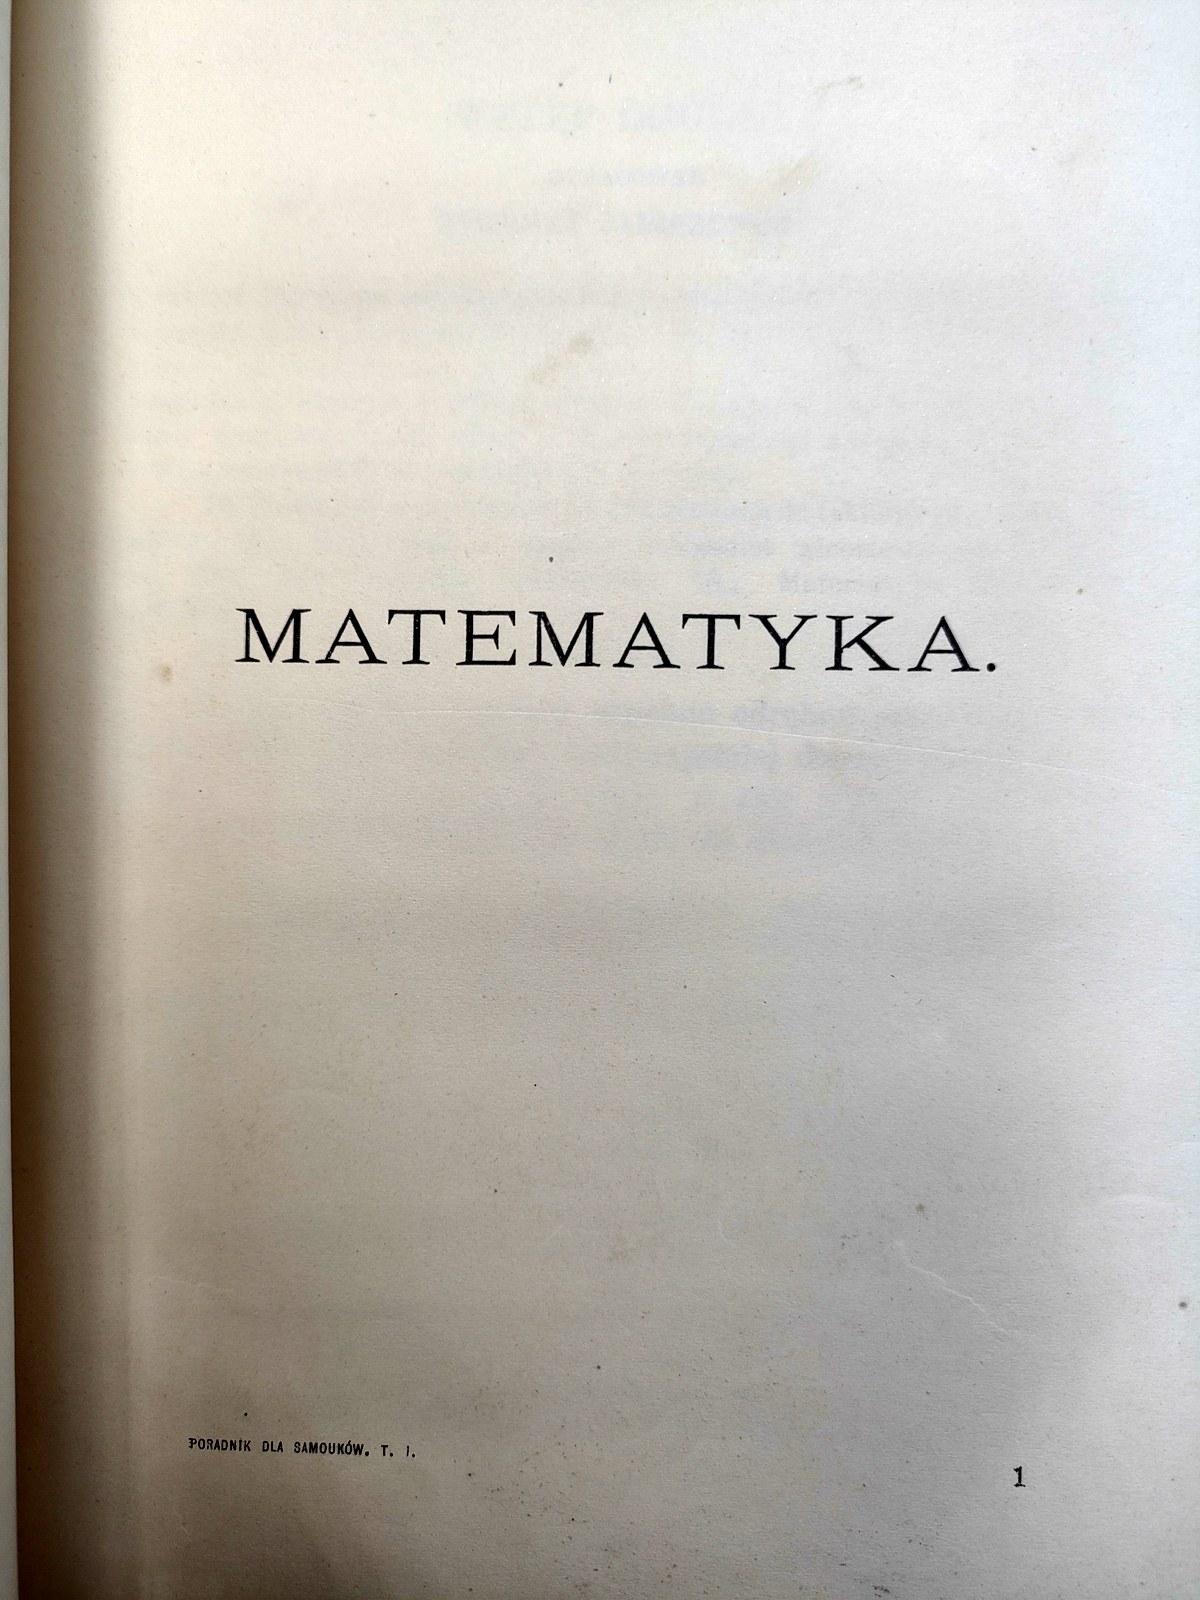 MATEMATYKA.
PORADNIK DLA SAMOUKÓW. T. I.
1